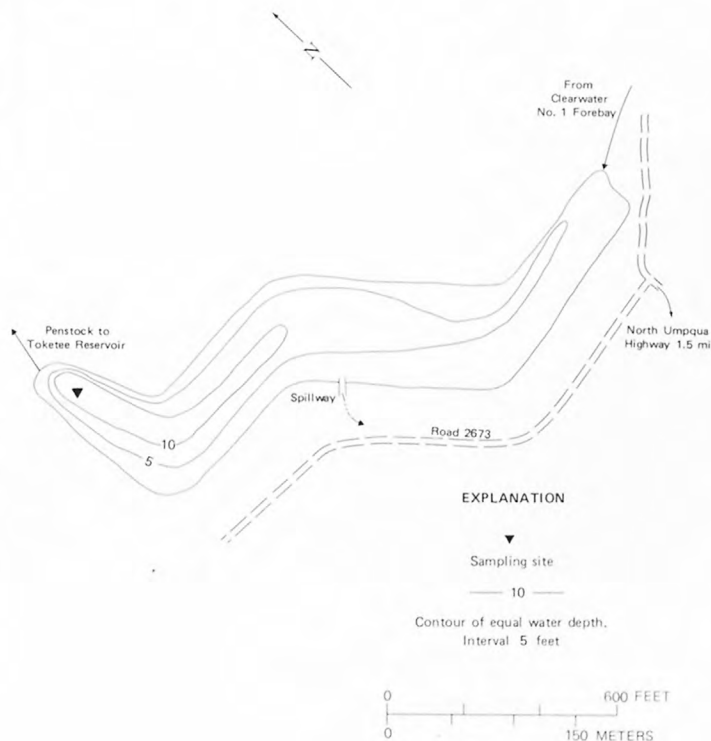 N
From
Clearwater
No. 1 Forebay
Penstock to
Toketee Reservoir
North Umpqua
Highway 1.5 mi
Spillway
10
5
Road 2673
EXPLANATION
Sampling site
10
Contour of equal water depth.
Interval 5 feet
0 600 FEET
0 150 METERS